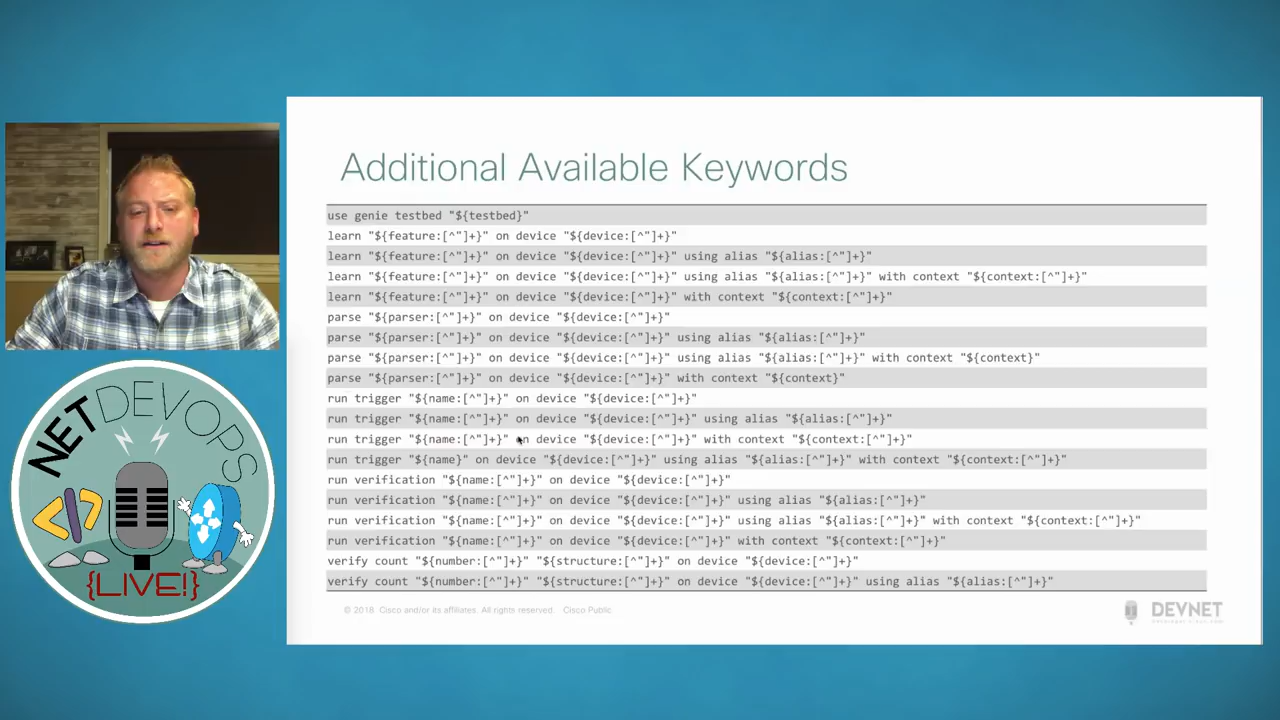 Additional Available Keywords
use genie testbed "${testbed}"
learn "${feature:[^"]+}" on device "${device:[^"]+}"
learn "${feature:[^"]+}" on device "${device:[^"]+}" using alias "${alias:[^"]+}"
learn "${feature:[^"]+}" on device "${device:[^"]+}" using alias "${alias:[^"]+}" with context "${context:[^"]+}"
learn "${feature:[^"]+}" on device "${device:[^"]+}" with context "${context:[^"]+}"
parse "${parser:[^"]+}" on device "${device:[^"]+}"
parse "${parser:[^"]+}" on device "${device:[^"]+}" using alias "${alias:[^"]+}"
parse "${parser:[^"]+}" on device "${device:[^"]+}" using alias "${alias:[^"]+}" with context "${context}"
parse "${parser:[^"]+}" on device "${device:[^"]+}" with context "${context}"
run trigger "${name:[^"]+}" on device "${device:[^"]+}"
run trigger "${name:[^"]+}" on device "${device:[^"]+}" using alias "${alias:[^"]+}"
run trigger "${name:[^"]+}" on device "${device:[^"]+}" with context "${context:[^"]+}"
run trigger "${name}" on device "${device:[^"]+}" using alias "${alias:[^"]+}" with context "${context:[^"]+}"
run verification "${name:[^"]+}" on device "${device:[^"]+}"
run verification "${name:[^"]+}" on device "${device:[^"]+}" using alias "${alias:[^"]+}"
run verification "${name:[^"]+}" on device "${device:[^"]+}" using alias "${alias:[^"]+}" with context "${context:[^"]+}"
run verification "${name:[^"]+}" on device "${device:[^"]+}" with context "${context:[^"]+}"
verify count "${number:[^"]+}" "${structure:[^"]+}" on device "${device:[^"]+}"
verify count "${number:[^"]+}" "${structure:[^"]+}" on device "${device:[^"]+}" using alias "${alias:[^"]+}"
© 2018 Cisco and/or its affiliates. All rights reserved. Cisco Public
DEVNET
NETDEVOPS
</>
{LIVE!}